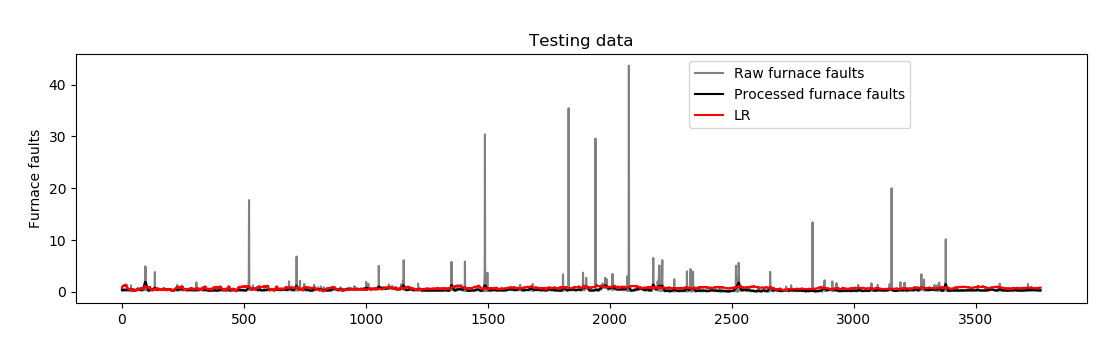 Testing data
Furnace faults
40
30
20
10
0
Raw furnace faults
Processed furnace faults
LR
0 500 1000 1500 2000 2500 3000 3500